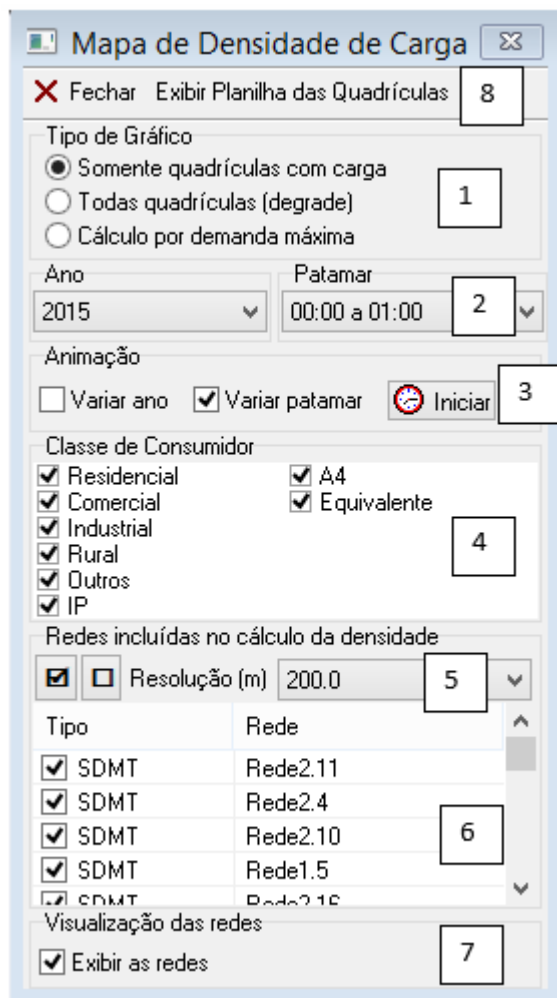 Mapa de Densidade de Carga
Fechar Exibir Planilha das Quadrículas 8
Tipo de Gráfico
Somente quadrículas com carga
Todas quadrículas (degrade) 1
Cálculo por demanda máxima
Ano Patamar
2015 00:00 a 01:00 2
Animação
Variar ano Variar patamar Iniciar 3
Classe de Consumidor
Residencial A4
Comercial Equivalente
Industrial
Rural 4
Outros
IP
Redes incluídas no cálculo da densidade
Resolução (m) 200.0 5
Tipo Rede
SDMT Rede2.11
SDMT Rede2.4
SDMT Rede2.10 6
SDMT Rede1.5
SDMT Rede2.16
Visualização das redes
Exibir as redes 7